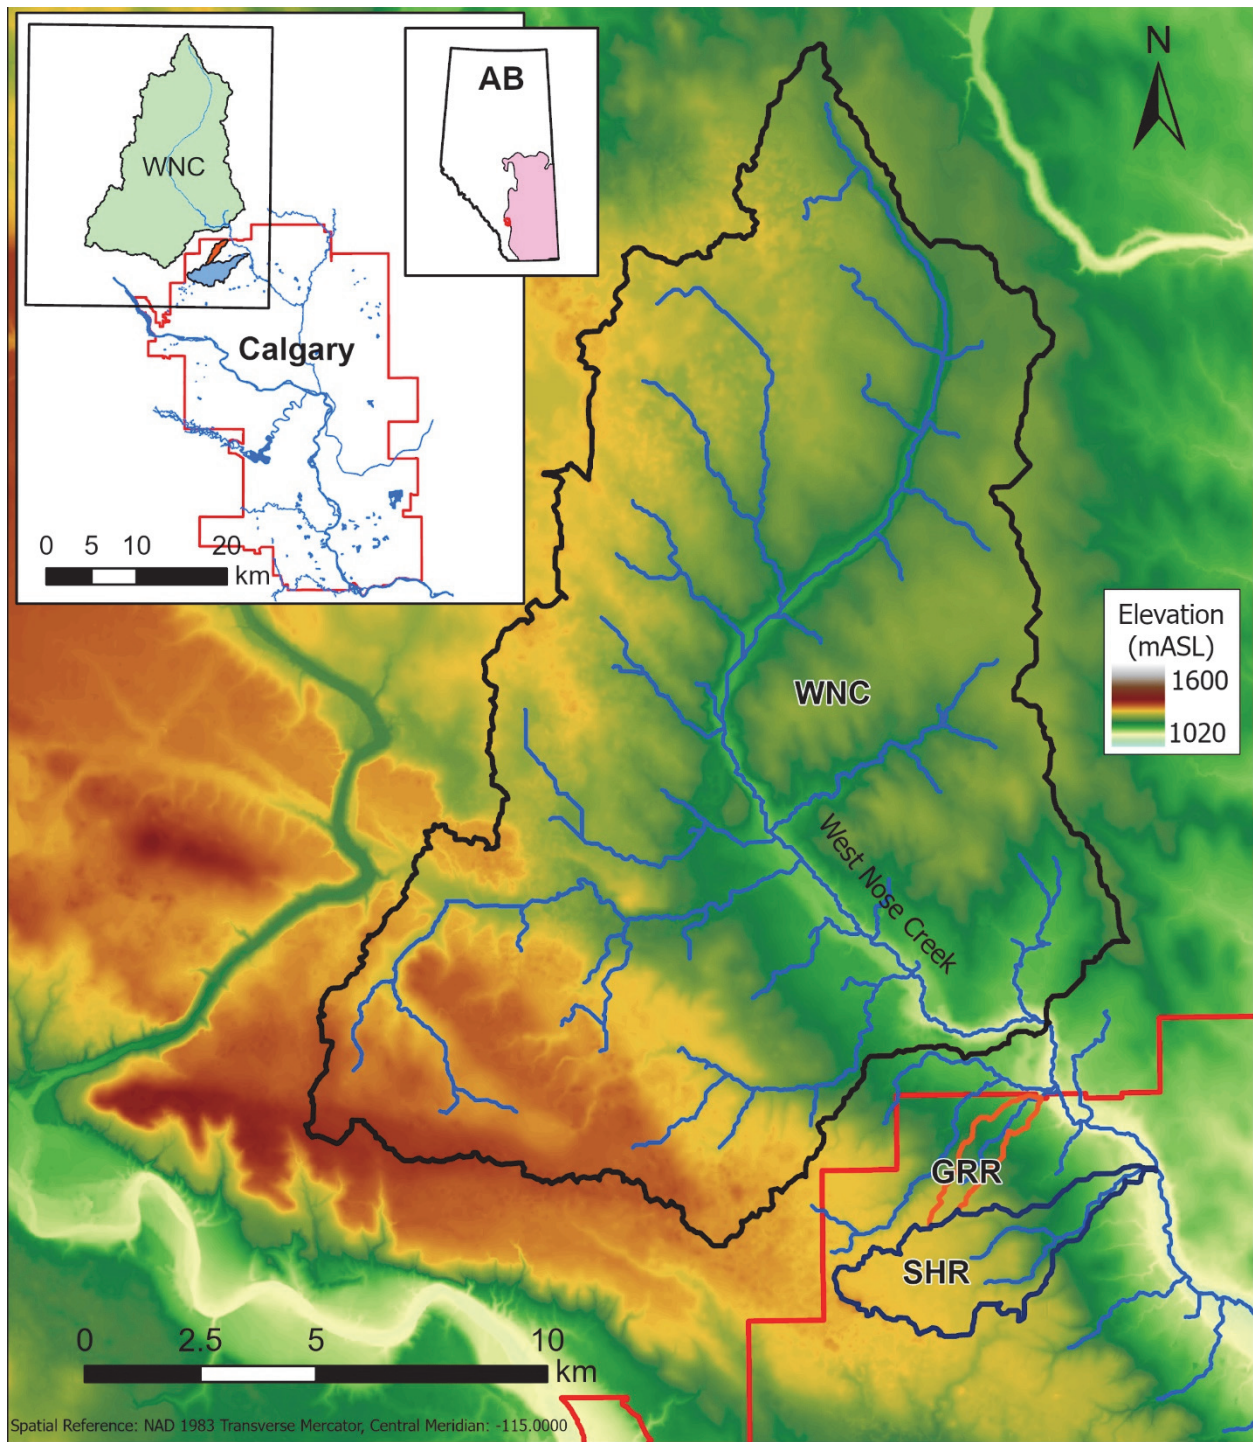 WNC
Calgary
0 5 10 20
km
AB
N
Elevation
(mASL)
1600
1020
WNC
West Nose Creek
GRR
SHR
0 2.5 5 10
km
Spatial Reference: NAD 1983 Transverse Mercator, Central Meridian: -115.0000